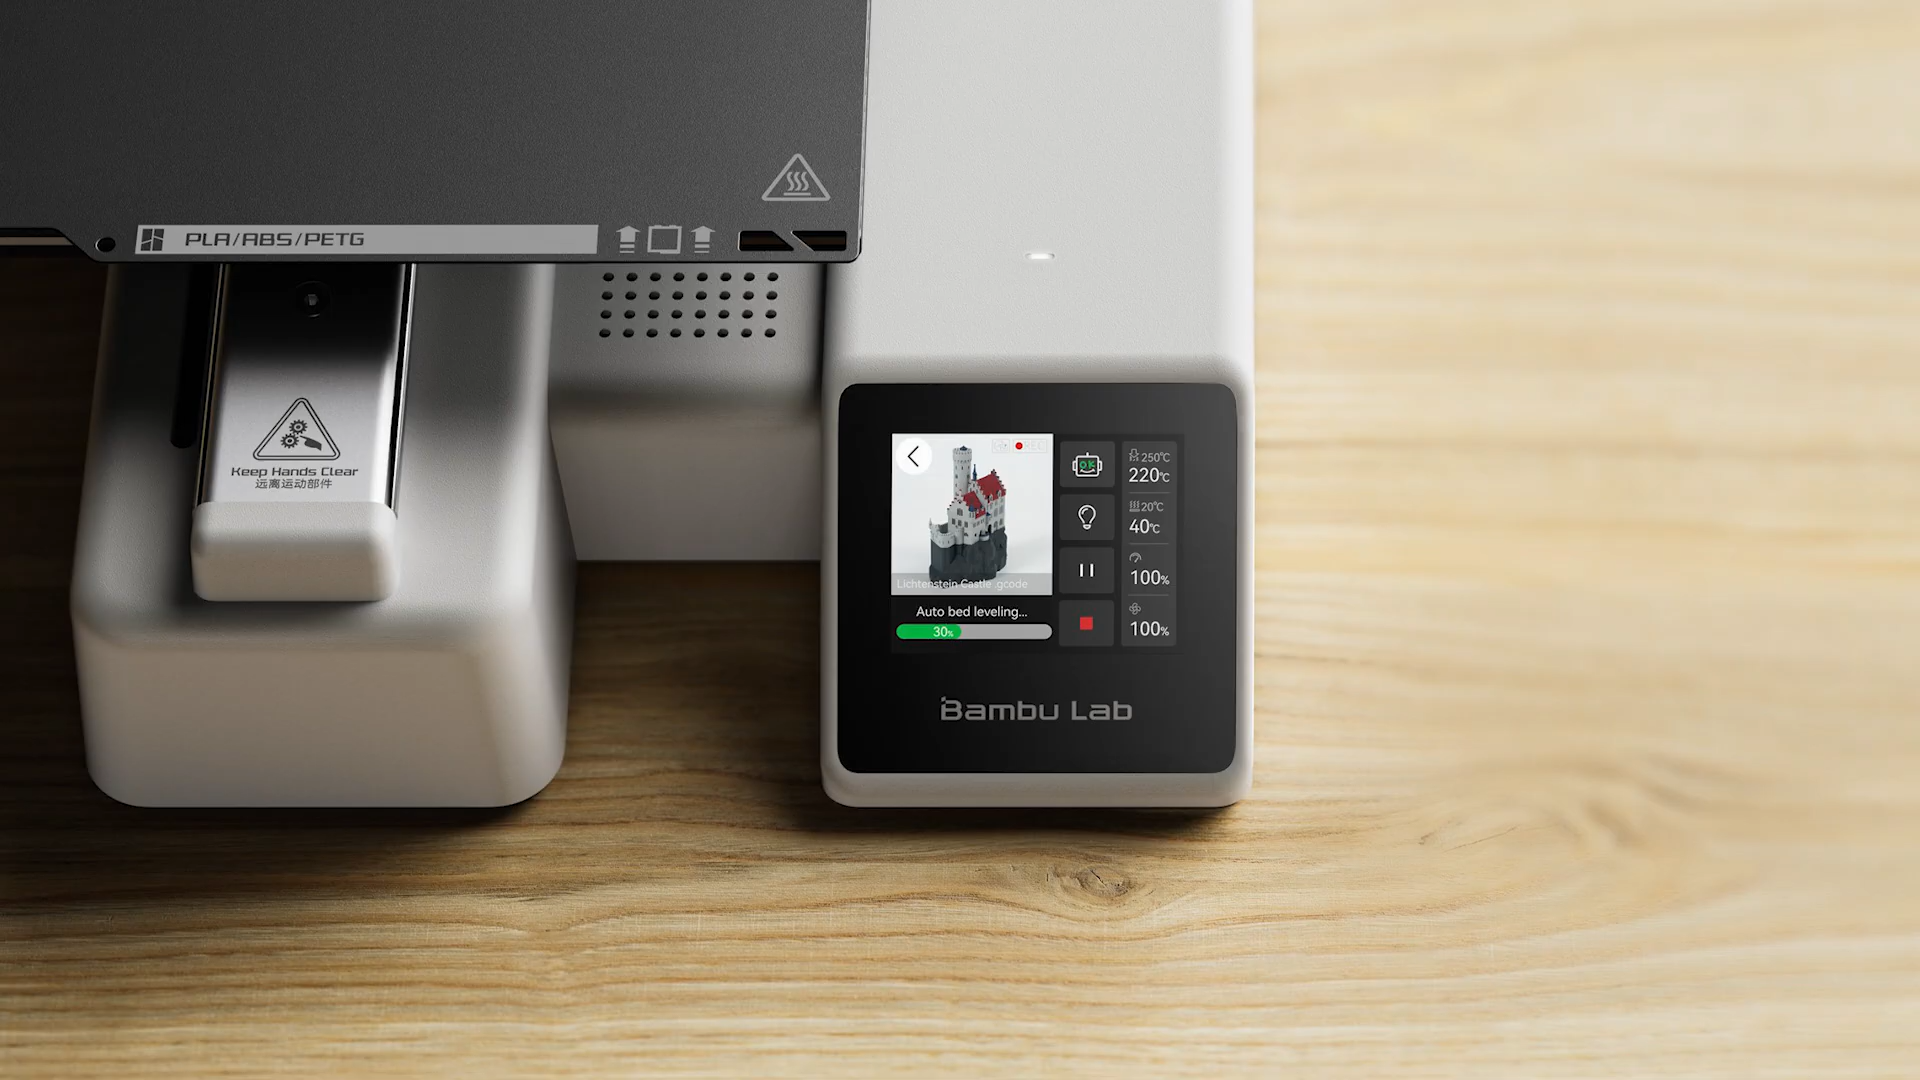 PLA/ABS/PETG
Keep Hands Clear
远离运动部件
OK
250℃
220℃
20℃
40℃
100%
100%
Lichtenstein Castle .gcode
Auto bed leveling...
30%
Bambu Lab